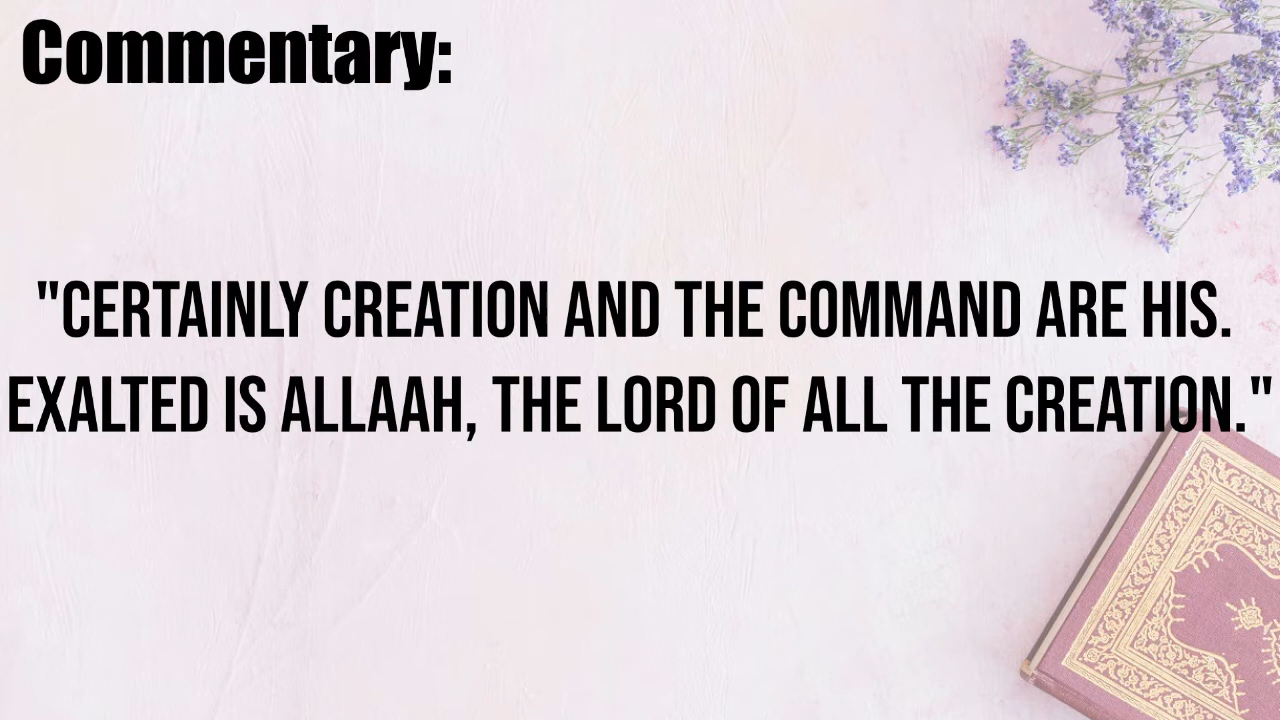 Commentary:
"CERTAINLY CREATION AND THE COMMAND ARE HIS.
EXALTED IS ALLAAH, THE LORD OF ALL THE CREATION."